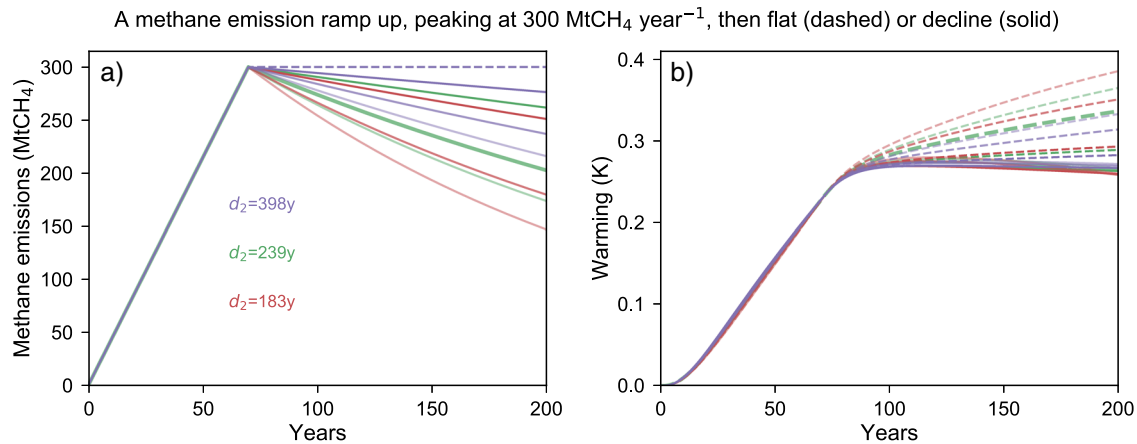 A methane emission ramp up, peaking at 300 MtCH₄ year⁻¹, then flat (dashed) or decline (solid)
a)
Methane emissions (MtCH₄)
300
250
200
150
100
50
0
d₂=398y
d₂=239y
d₂=183y
0 50 100 150 200
Years
b)
Warming (K)
0.4
0.3
0.2
0.1
0.0
0 50 100 150 200
Years